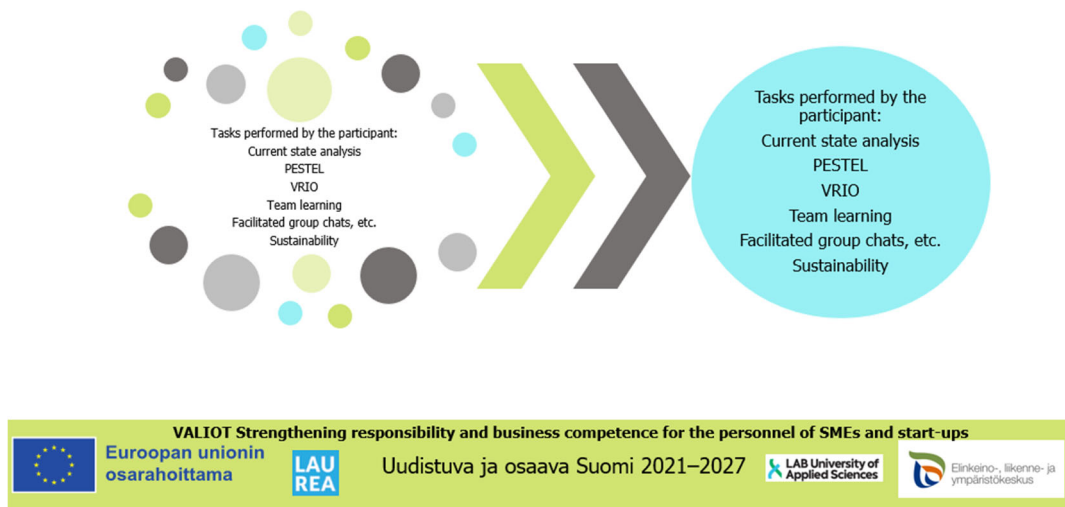 Tasks performed by the participant:
Current state analysis
PESTEL
VRIO
Team learning
Facilitated group chats, etc.
Sustainability
Tasks performed by the
participant:
Current state analysis
PESTEL
VRIO
Team learning
Facilitated group chats, etc.
Sustainability
VALIOT Strengthening responsibility and business competence for the personnel of SMEs and start-ups
Euroopan unionin
osarahoittama
LAU
REA
Uudistuva ja osaava Suomi 2021–2027
LAB University of
Applied Sciences
Elinkeino-, liikenne- ja
ympäristökeskus